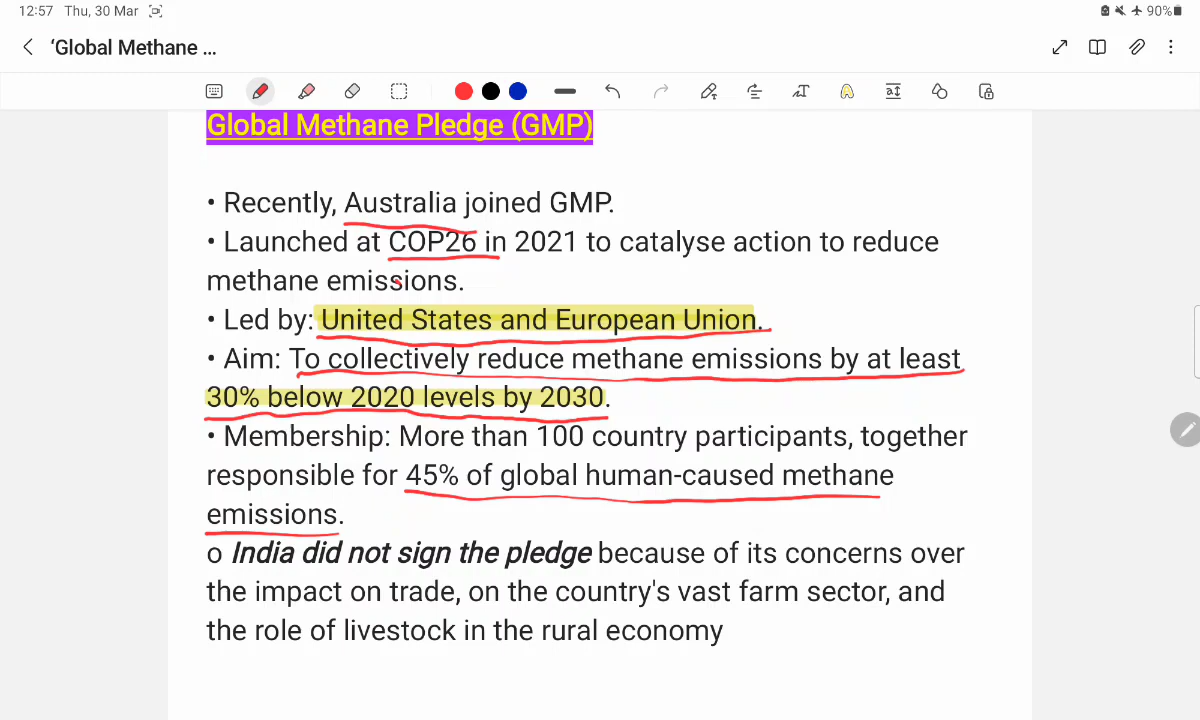 12:57 Thu, 30 Mar 90%
‘Global Methane ...
Global Methane Pledge (GMP)
• Recently, Australia joined GMP.
• Launched at COP26 in 2021 to catalyse action to reduce
methane emissions.
• Led by: United States and European Union.
• Aim: To collectively reduce methane emissions by at least
30% below 2020 levels by 2030.
• Membership: More than 100 country participants, together
responsible for 45% of global human-caused methane
emissions.
o India did not sign the pledge because of its concerns over
the impact on trade, on the country's vast farm sector, and
the role of livestock in the rural economy